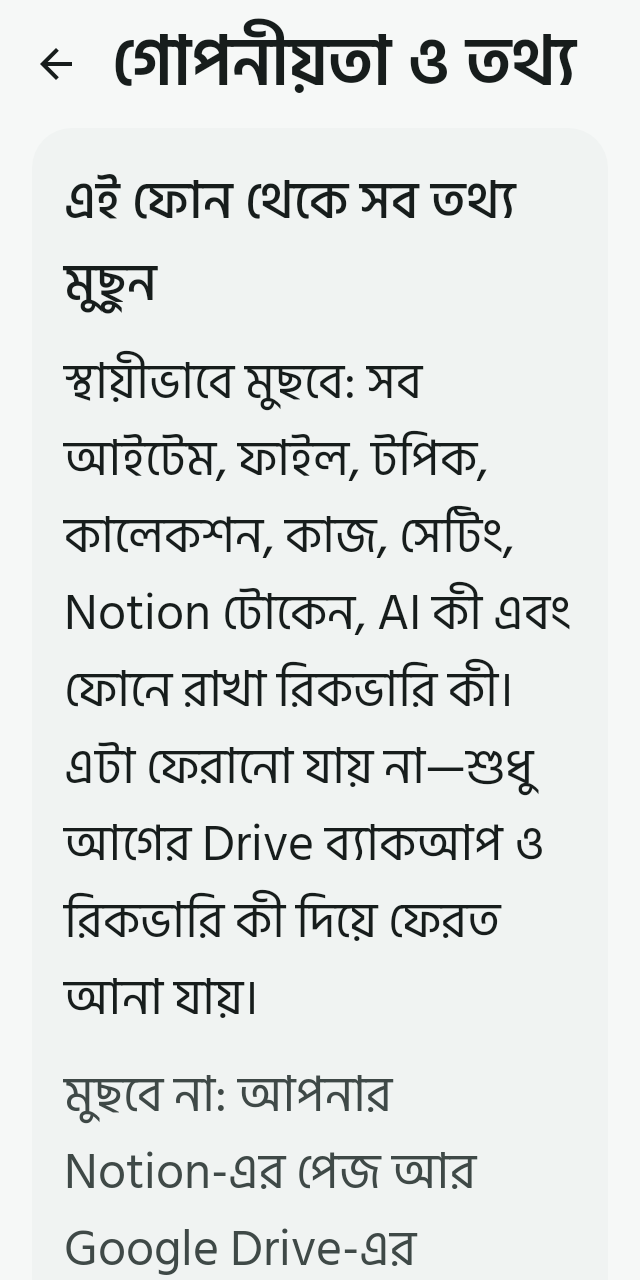 গোপনীয়তা ও তথ্য
এই ফোন থেকে সব তথ্য
মুছুন
স্থায়ীভাবে মুছবে: সব
আইটেম, ফাইল, টপিক,
কালেকশন, কাজ, সেটিং,
Notion টোকেন, AI কী এবং
ফোনে রাখা রিকভারি কী।
এটা ফেরানো যায় না—শুধু
আগের Drive ব্যাকআপ ও
রিকভারি কী দিয়ে ফেরত
আনা যায়।
মুছবে না: আপনার
Notion-এর পেজ আর
Google Drive-এর